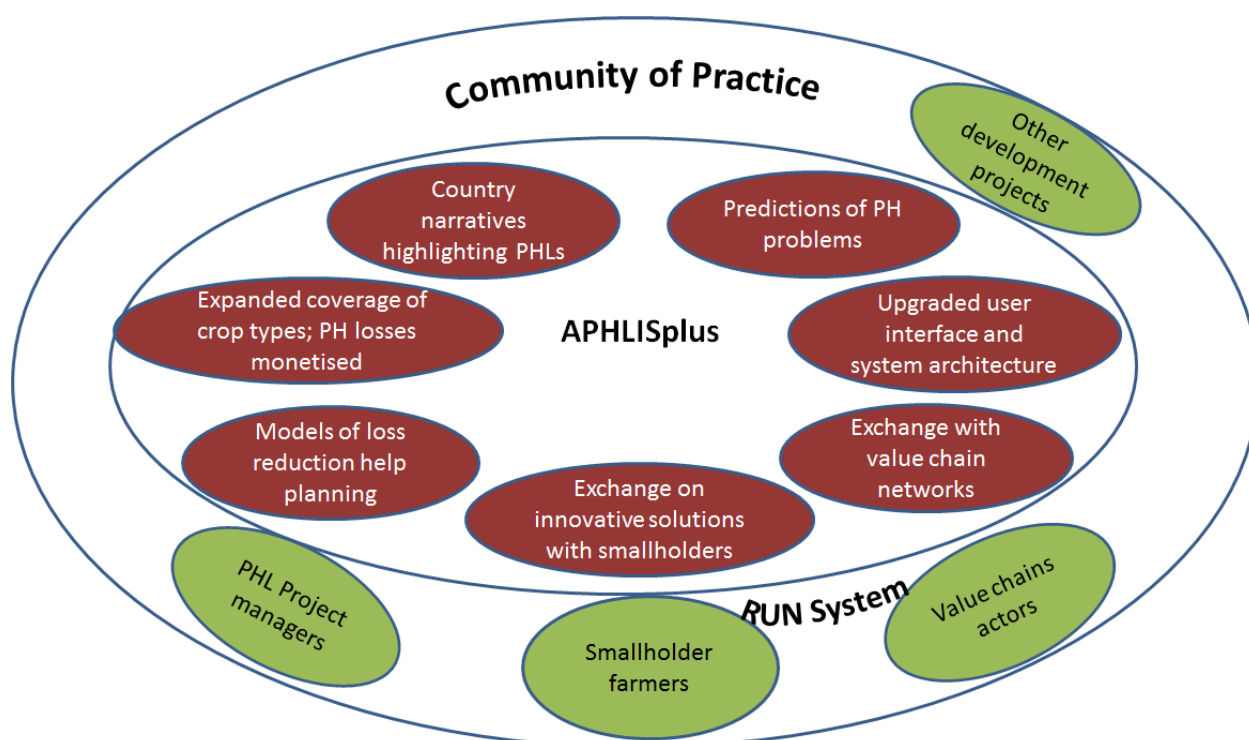 Community of Practice
Other
development
projects
Country
narratives
highlighting PHLs
Predictions of PH
problems
Expanded coverage of
crop types; PH losses
monetised
APHLISplus
Upgraded user
interface and
system architecture
Models of loss
reduction help
planning
Exchange on
innovative solutions
with smallholders
Exchange with
value chain
networks
PHL Project
managers
Smallholder
farmers
RUN System
Value chains
actors